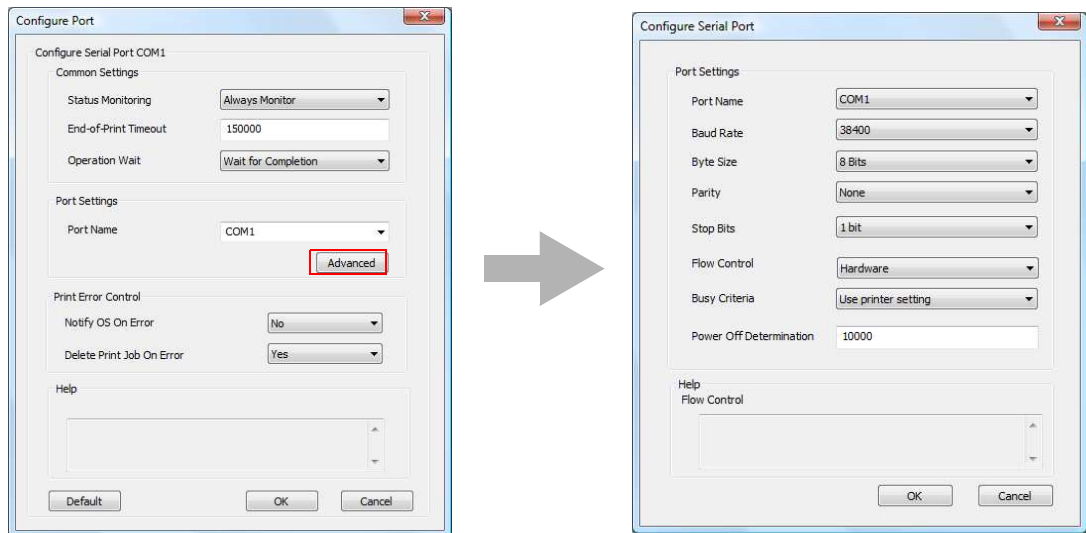 Configure Port
Configure Serial Port COM1
Common Settings
Status Monitoring Always Monitor
End-of-Print Timeout 150000
Operation Wait Wait for Completion
Port Settings
Port Name COM1
Advanced
Print Error Control
Notify OS On Error No
Delete Print Job On Error Yes
Help
Default OK Cancel
Configure Serial Port
Port Settings
Port Name COM1
Baud Rate 38400
Byte Size 8 Bits
Parity None
Stop Bits 1 bit
Flow Control Hardware
Busy Criteria Use printer setting
Power Off Determination 10000
Help
Flow Control
OK Cancel